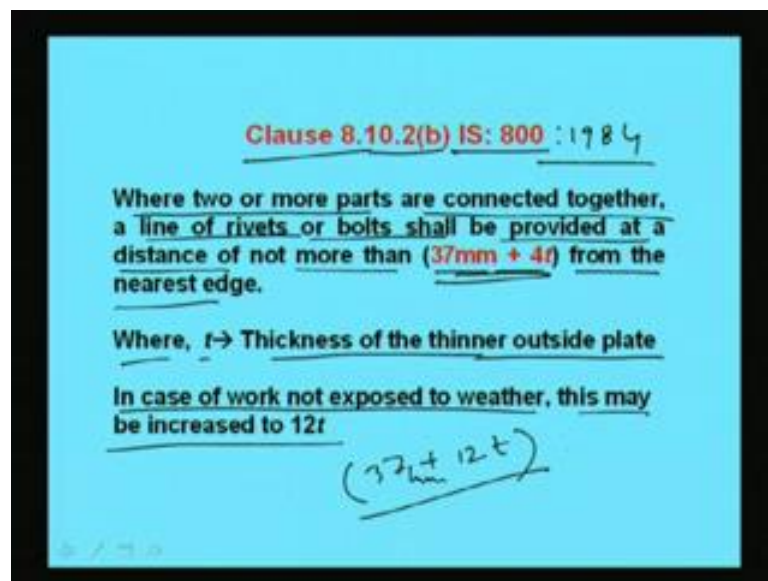 Clause 8.10.2(b) IS: 800 : 1984
Where two or more parts are connected together,
a line of rivets or bolts shall be provided at a
distance of not more than (37mm + 4t) from the
nearest edge.
Where, t→ Thickness of the thinner outside plate
In case of work not exposed to weather, this may
be increased to 12t
(37mm + 12t)